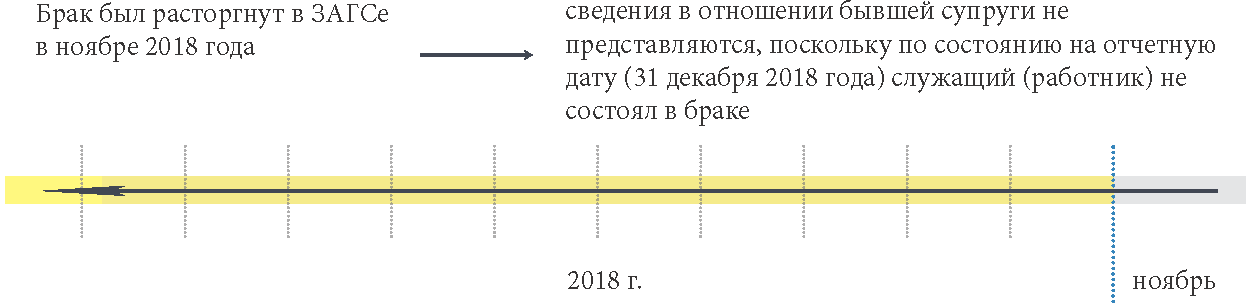 Брак был расторгнут в ЗАГСе
в ноябре 2018 года
сведения в отношении бывшей супруги не
представляются, поскольку по состоянию на отчетную
дату (31 декабря 2018 года) служащий (работник) не
состоял в браке
2018 г.
ноябрь